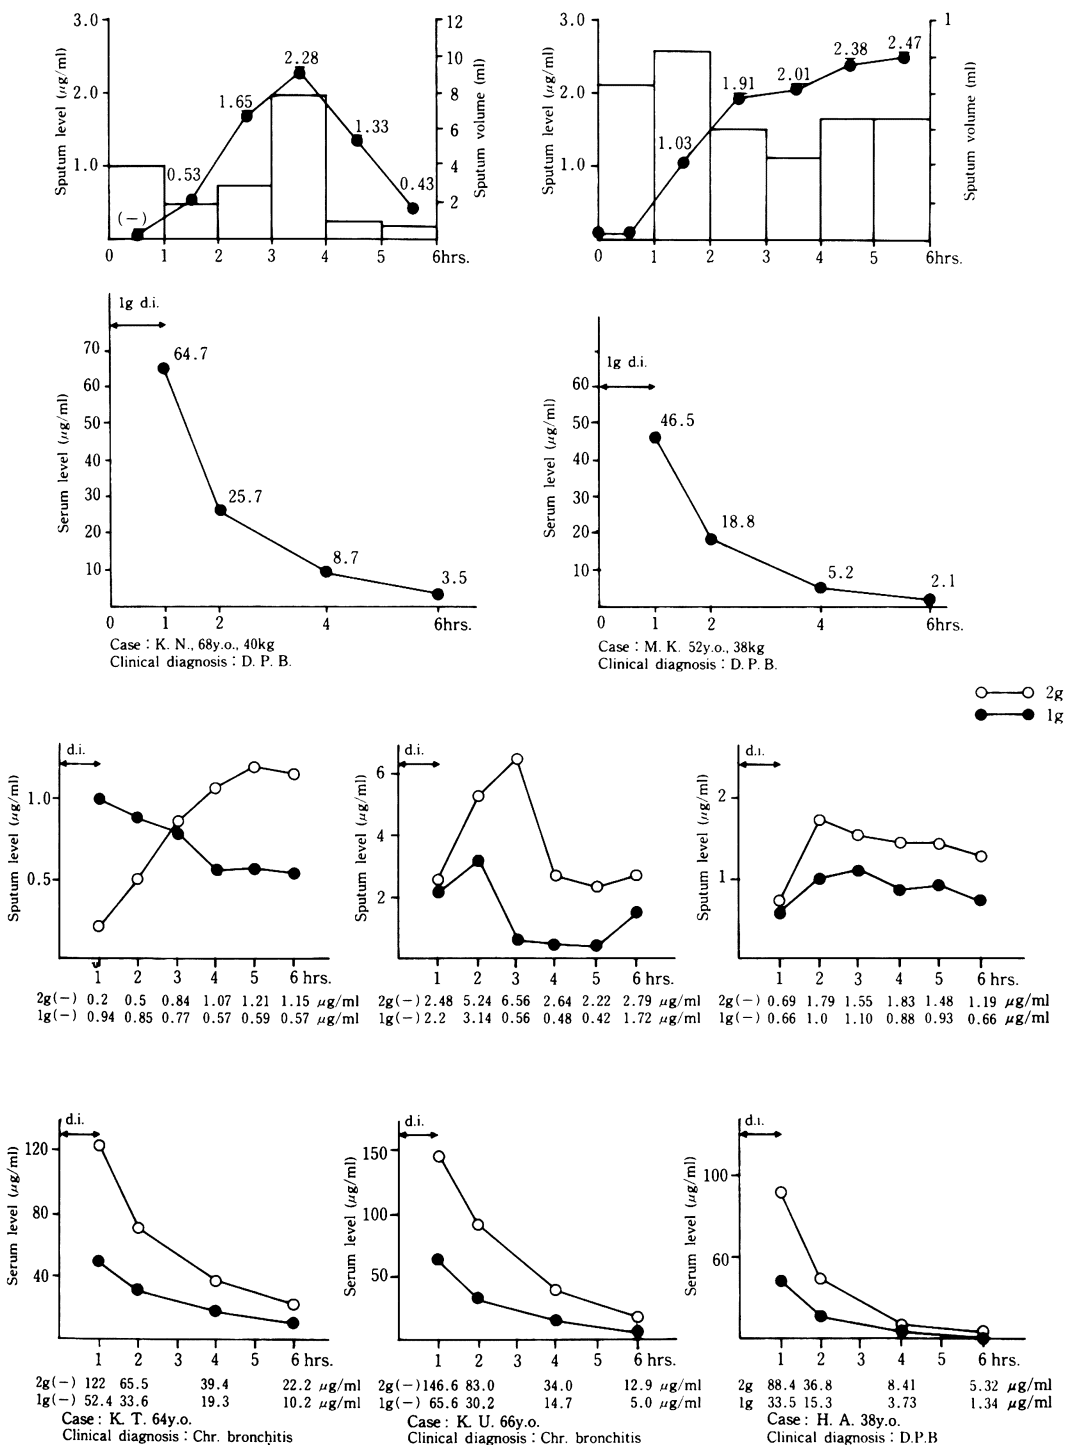 3.0
2.0
1.0
Sputum level (μg/ml)
12
10
8
6
4
2
Sputum volume (ml)
(−)
0.53
1.65
2.28
1.33
0.43
0 1 2 3 4 5 6hrs.
3.0
2.0
1.0
Sputum level (μg/ml)
1
Sputum volume (ml)
1.03
1.91
2.01
2.38
2.47
0 1 2 3 4 5 6hrs.
1g d.i.
70
60
50
40
30
20
10
Serum level (μg/ml)
64.7
25.7
8.7
3.5
0 1 2 4 6hrs.
Case : K. N., 68y.o., 40kg
Clinical diagnosis : D. P. B.
1g d.i.
60
50
40
30
20
10
Serum level (μg/ml)
46.5
18.8
5.2
2.1
0 1 2 4 6hrs.
Case : M. K. 52y.o., 38kg
Clinical diagnosis : D. P. B.
2g
1g
d.i.
1.0
0.5
Sputum level (μg/ml)
1 2 3 4 5 6 hrs.
2g(−) 0.2 0.5 0.84 1.07 1.21 1.15 μg/ml
1g(−) 0.94 0.85 0.77 0.57 0.59 0.57 μg/ml
d.i.
6
4
2
Sputum level (μg/ml)
1 2 3 4 5 6 hrs.
2g(−) 2.48 5.24 6.56 2.64 2.22 2.79 μg/ml
1g(−) 2.2 3.14 0.56 0.48 0.42 1.72 μg/ml
d.i.
2
1
Sputum level (μg/ml)
1 2 3 4 5 6 hrs.
2g(−) 0.69 1.79 1.55 1.83 1.48 1.19 μg/ml
1g(−) 0.66 1.0 1.10 0.88 0.93 0.66 μg/ml
d.i.
120
80
40
Serum level (μg/ml)
1 2 3 4 5 6 hrs.
2g(−) 122 65.5 39.4 22.2 μg/ml
1g(−) 52.4 33.6 19.3 10.2 μg/ml
Case : K. T. 64y.o.
Clinical diagnosis : Chr. bronchitis
d.i.
150
100
50
Serum level (μg/ml)
1 2 3 4 5 6 hrs.
2g(−) 146.6 83.0 34.0 12.9 μg/ml
1g(−) 65.6 30.2 14.7 5.0 μg/ml
Case : K. U. 66y.o.
Clinical diagnosis : Chr. bronchitis
d.i.
100
60
Serum level (μg/ml)
1 2 3 4 5 6 hrs.
2g 88.4 36.8 8.41 5.32 μg/ml
1g 33.5 15.3 3.73 1.34 μg/ml
Case : H. A. 38y.o.
Clinical diagnosis : D.P.B